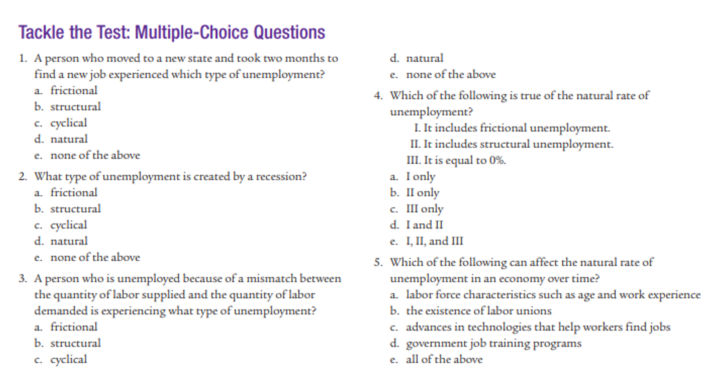 Tackle the Test: Multiple-Choice Questions
1. A person who moved to a new state and took two months to
find a new job experienced which type of unemployment?
a. frictional
b. structural
c. cyclical
d. natural
e. none of the above
2. What type of unemployment is created by a recession?
a. frictional
b. structural
c. cyclical
d. natural
e. none of the above
3. A person who is unemployed because of a mismatch between
the quantity of labor supplied and the quantity of labor
demanded is experiencing what type of unemployment?
a. frictional
b. structural
c. cyclical
d. natural
e. none of the above
4. Which of the following is true of the natural rate of
unemployment?
I. It includes frictional unemployment.
II. It includes structural unemployment.
III. It is equal to 0%.
a. I only
b. II only
c. III only
d. I and II
e. I, II, and III
5. Which of the following can affect the natural rate of
unemployment in an economy over time?
a. labor force characteristics such as age and work experience
b. the existence of labor unions
c. advances in technologies that help workers find jobs
d. government job training programs
e. all of the above